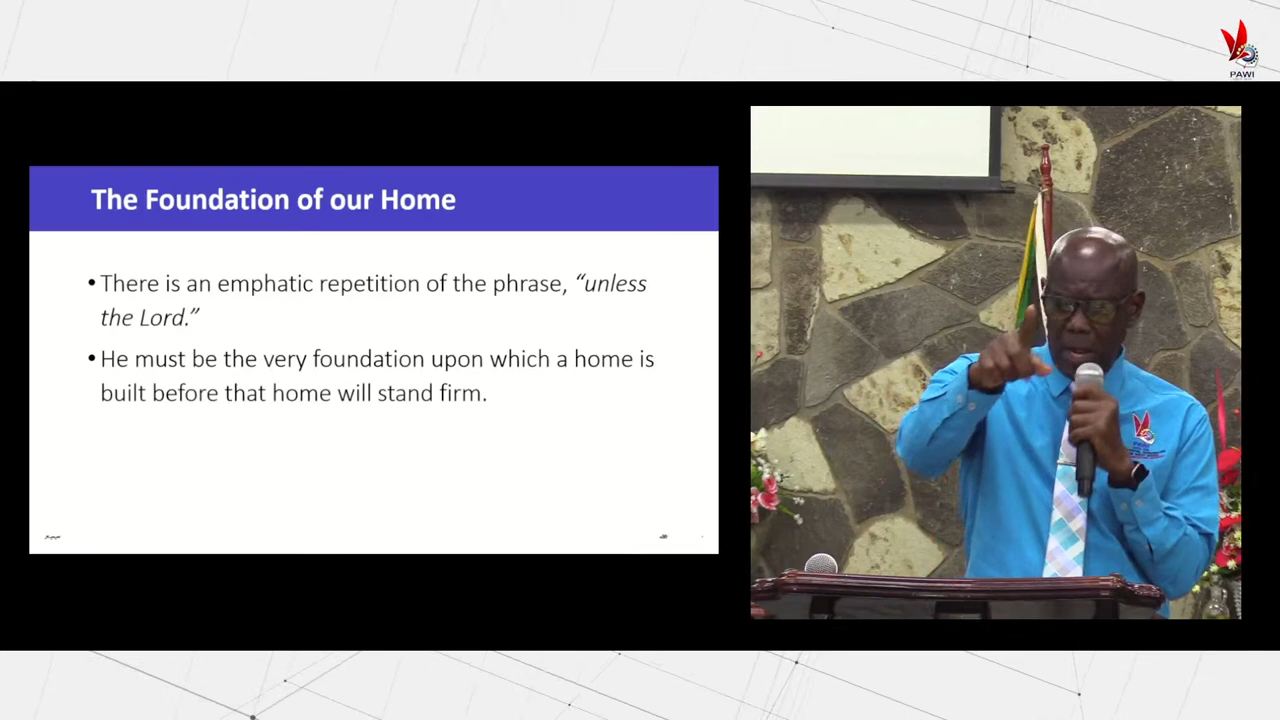 PAWI
The Foundation of our Home
•There is an emphatic repetition of the phrase, “unless
the Lord.”
•He must be the very foundation upon which a home is
built before that home will stand firm.